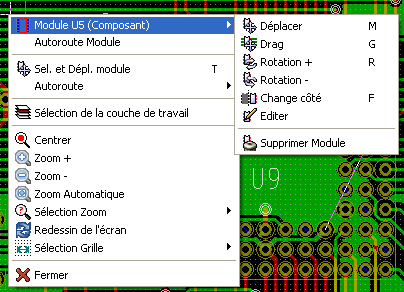 Module U5 (Composant)
Autoroute Module
Sel. et Dépl. module T
Autoroute
Sélection de la couche de travail
Centrer
Zoom +
Zoom -
Zoom Automatique
Sélection Zoom
Redessin de l'écran
Sélection Grille
Fermer
Déplacer M
Drag G
Rotation + R
Rotation -
Change côté F
Editer
Supprimer Module
U9